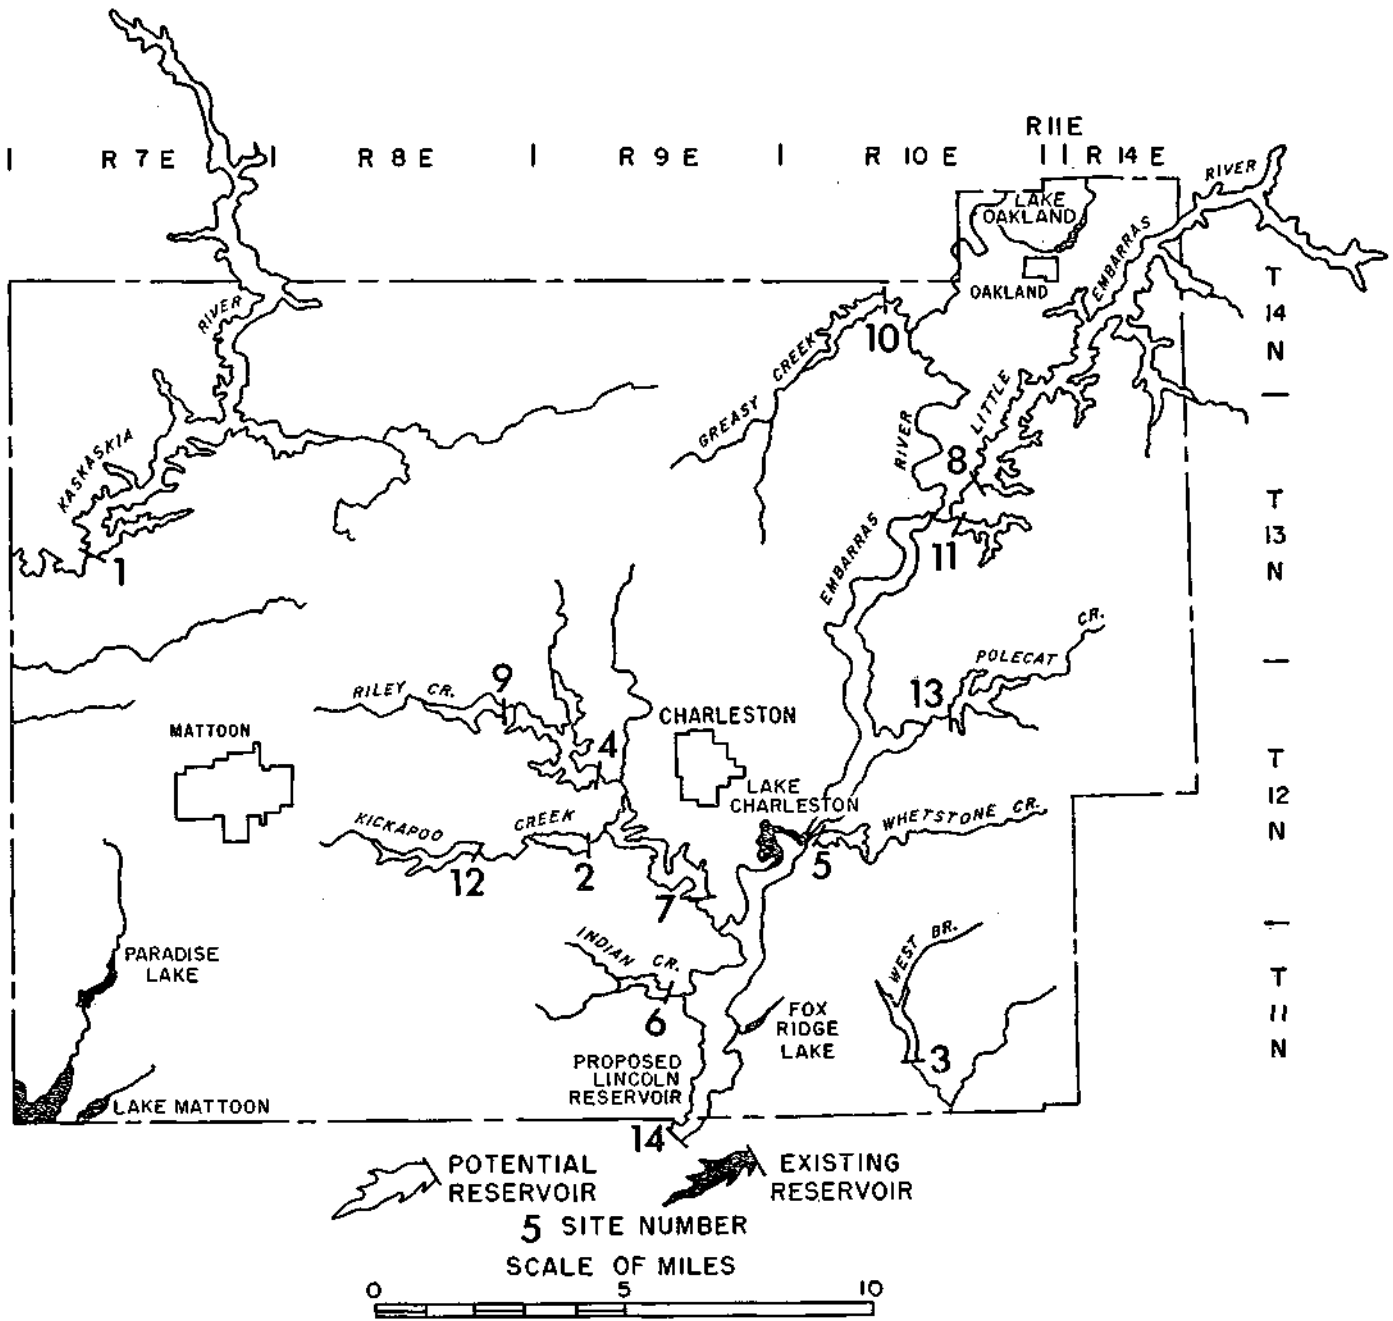 R 11 E
R 7 E
R 8 E
R 9 E
R 10 E
R 14 E
RIVER
LAKE
OAKLAND
EMBARRAS
OAKLAND
T
14
N
RIVER
10
CREEK
GREASY
LITTLE
RIVER
KASKASKIA
8
T
13
N
EMBARRAS
11
1
CR.
POLECAT
9
RILEY CR.
13
CHARLESTON
MATTOON
4
LAKE
CHARLESTON
T
12
N
KICKAPOO
CREEK
WHETSTONE CR.
12
2
5
7
INDIAN CR.
WEST BR.
PARADISE
LAKE
T
11
N
6
FOX
RIDGE
LAKE
3
PROPOSED
LINCOLN
RESERVOIR
LAKE MATTOON
14
POTENTIAL
RESERVOIR
EXISTING
RESERVOIR
5 SITE NUMBER
SCALE OF MILES
0 5 10